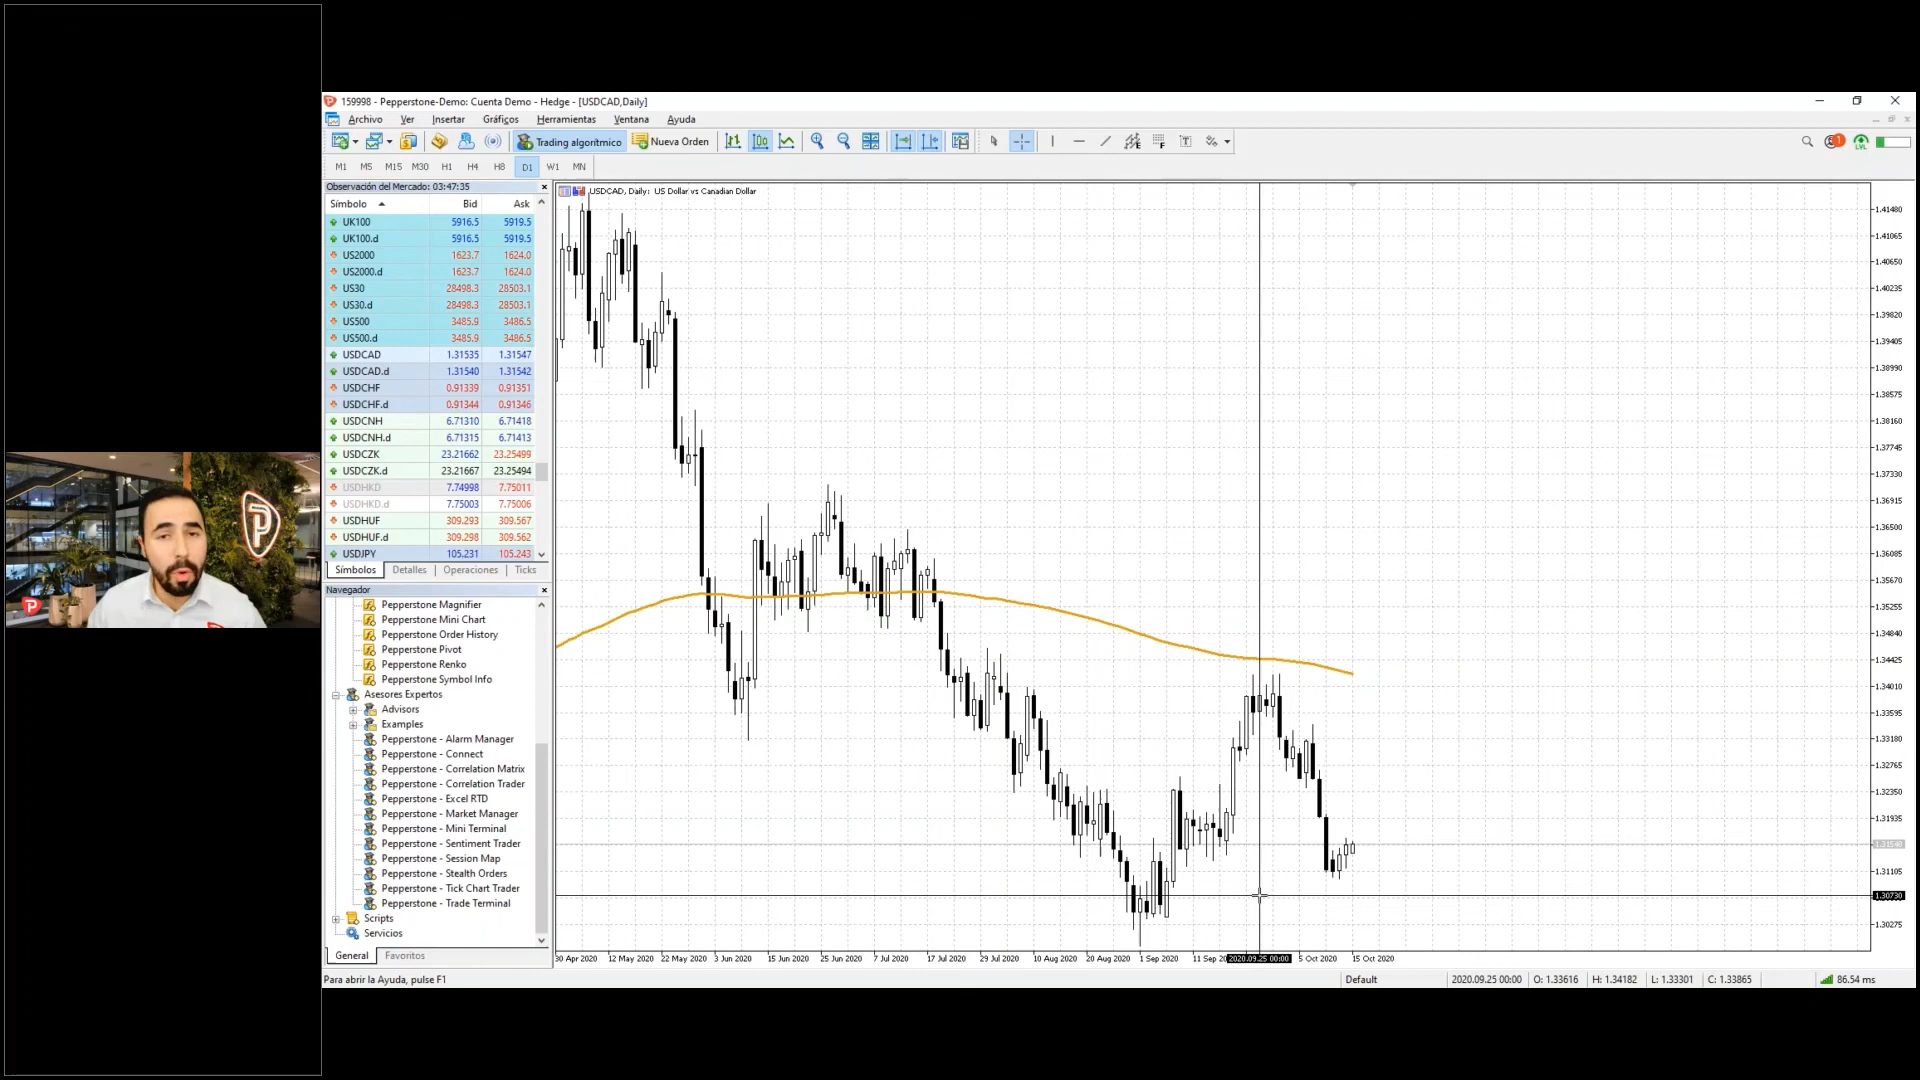 159998 - Pepperstone-Demo: Cuenta Demo - Hedge - [USDCAD,Daily]
Archivo Ver Insertar Gráficos Herramientas Ventana Ayuda
Trading algorítmico Nueva Orden
1
LVL
M1 M5 M15 M30 H1 H4 H8 D1 W1 MN
Observación del Mercado: 03:47:35
Símbolo Bid Ask
UK100 5916.5 5919.5
UK100.d 5916.5 5919.5
US2000 1623.7 1624.0
US2000.d 1623.7 1624.0
US30 28498.3 28503.1
US30.d 28498.3 28503.1
US500 3485.9 3486.5
US500.d 3485.9 3486.5
USDCAD 1.31535 1.31547
USDCAD.d 1.31540 1.31542
USDCHF 0.91339 0.91351
USDCHF.d 0.91344 0.91346
USDCNH 6.71310 6.71418
USDCNH.d 6.71315 6.71413
USDCZK 23.21662 23.25499
USDCZK.d 23.21667 23.25494
USDHKD 7.74998 7.75011
USDHKD.d 7.75003 7.75006
USDHUF 309.293 309.567
USDHUF.d 309.298 309.562
USDJPY 105.231 105.243
Símbolos Detalles Operaciones Ticks
Navegador
Pepperstone Magnifier
Pepperstone Mini Chart
Pepperstone Order History
Pepperstone Pivot
Pepperstone Renko
Pepperstone Symbol Info
Asesores Expertos
Advisors
Examples
Pepperstone - Alarm Manager
Pepperstone - Connect
Pepperstone - Correlation Matrix
Pepperstone - Correlation Trader
Pepperstone - Excel RTD
Pepperstone - Market Manager
Pepperstone - Mini Terminal
Pepperstone - Sentiment Trader
Pepperstone - Session Map
Pepperstone - Stealth Orders
Pepperstone - Tick Chart Trader
Pepperstone - Trade Terminal
Scripts
Servicios
General Favoritos
USDCAD, Daily: US Dollar vs Canadian Dollar
1.41480
1.41065
1.40650
1.40235
1.39820
1.39405
1.38990
1.38575
1.38160
1.37745
1.37330
1.36915
1.36500
1.36085
1.35670
1.35255
1.34840
1.34425
1.34010
1.33595
1.33180
1.32765
1.32350
1.31935
1.31540
1.31105
1.30730
1.30275
30 Apr 2020 12 May 2020 22 May 2020 3 Jun 2020 15 Jun 2020 25 Jun 2020 7 Jul 2020 17 Jul 2020 29 Jul 2020 10 Aug 2020 20 Aug 2020 1 Sep 2020 11 Sep 20 2020.09.25 00:00 5 Oct 2020 15 Oct 2020
Para abrir la Ayuda, pulse F1
Default 2020.09.25 00:00 O: 1.33616 H: 1.34182 L: 1.33301 C: 1.33865 86.54 ms